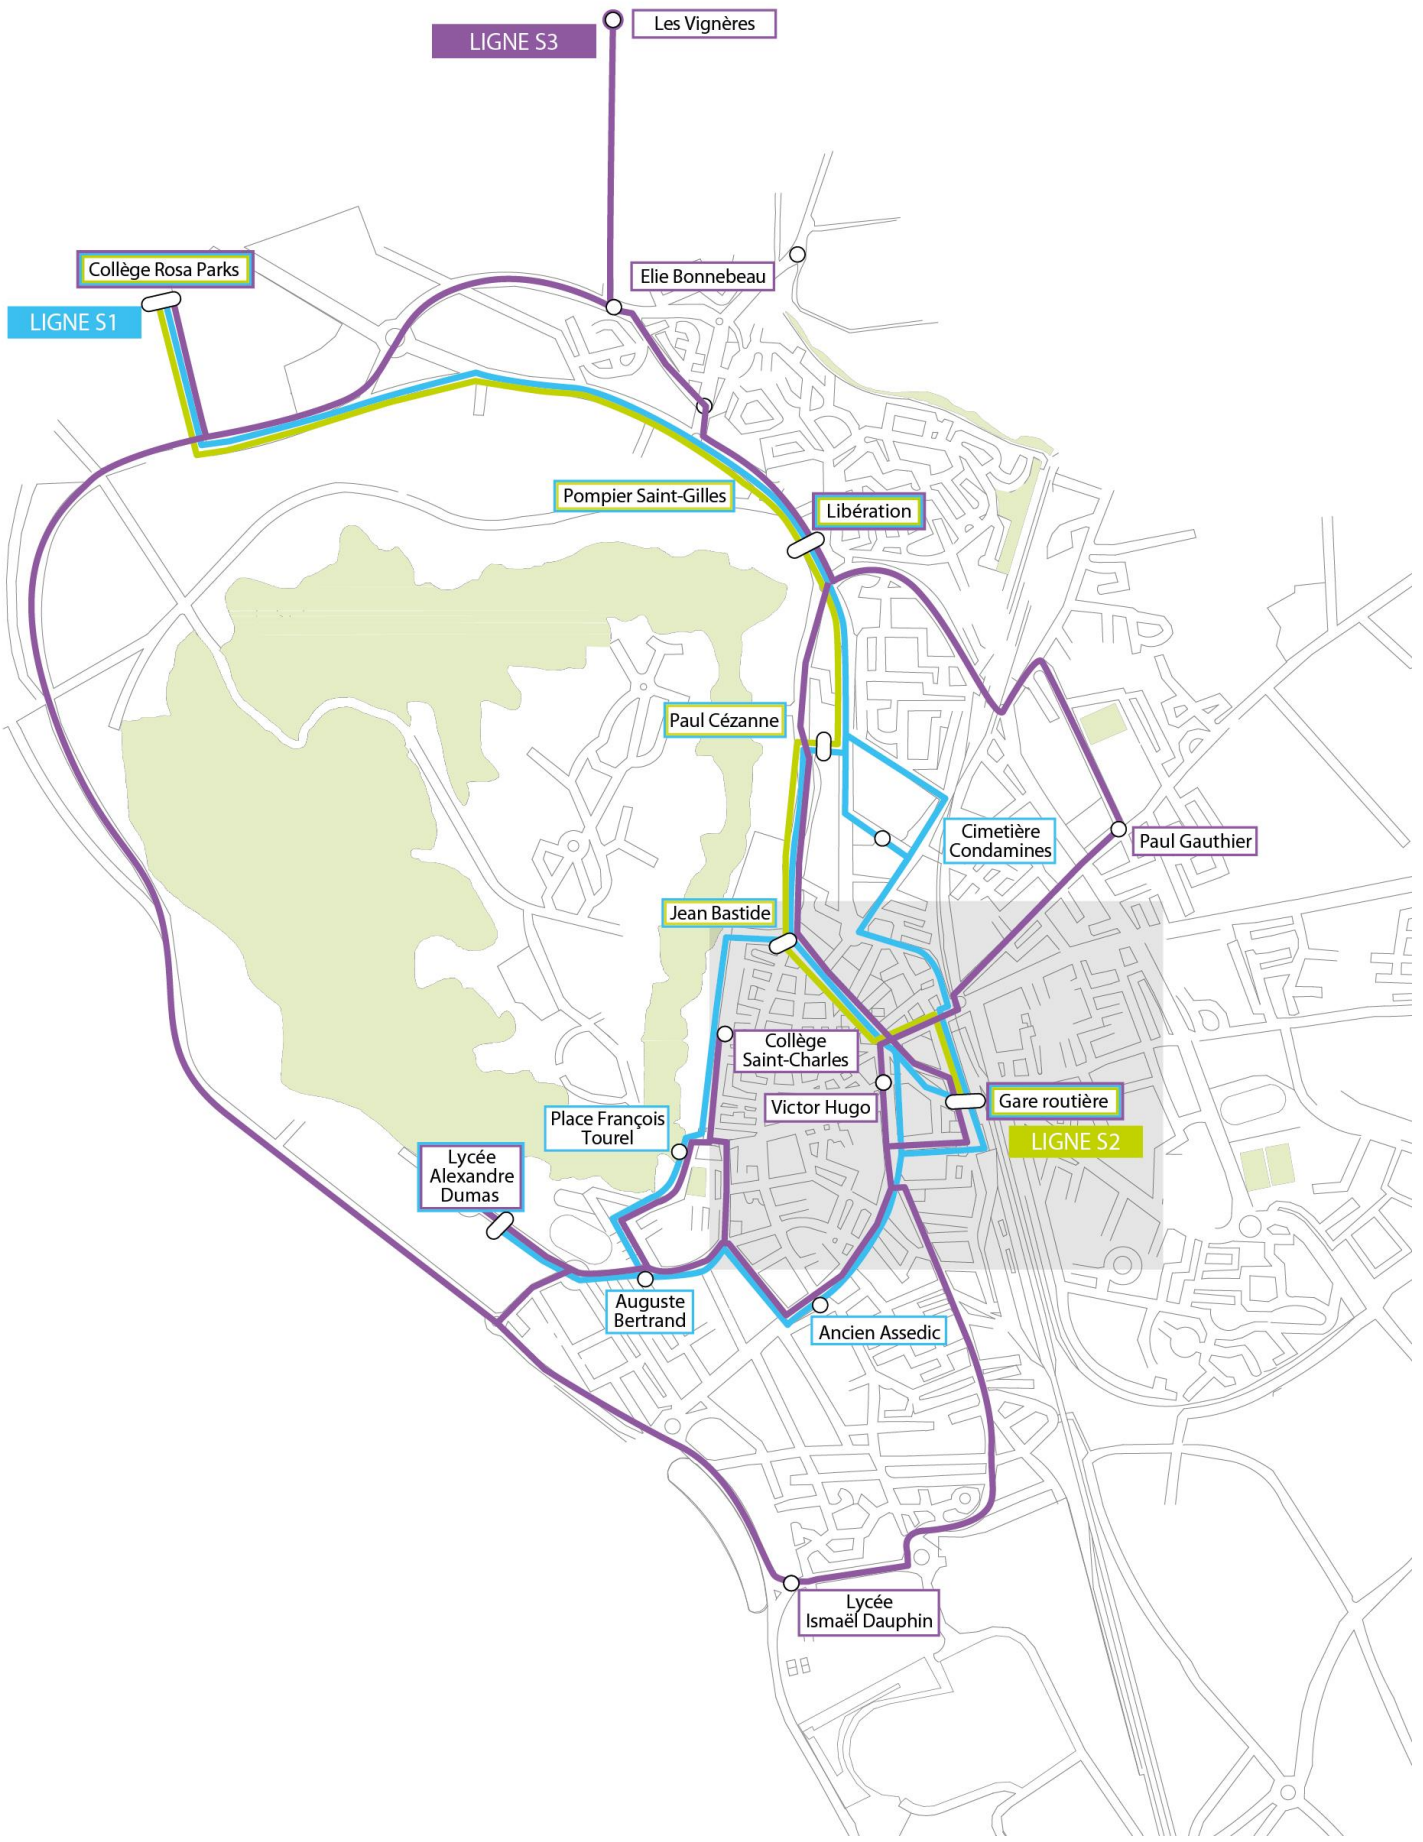 Les Vignères
LIGNE S3
Collège Rosa Parks
Elie Bonnebeau
LIGNE S1
Pompier Saint-Gilles
Libération
Paul Cézanne
Cimetière
Condamines
Paul Gauthier
Jean Bastide
Collège
Saint-Charles
Victor Hugo
Gare routière
Place François
Tourel
LIGNE S2
Lycée
Alexandre
Dumas
Auguste
Bertrand
Ancien Assedic
Lycée
Ismaël Dauphin